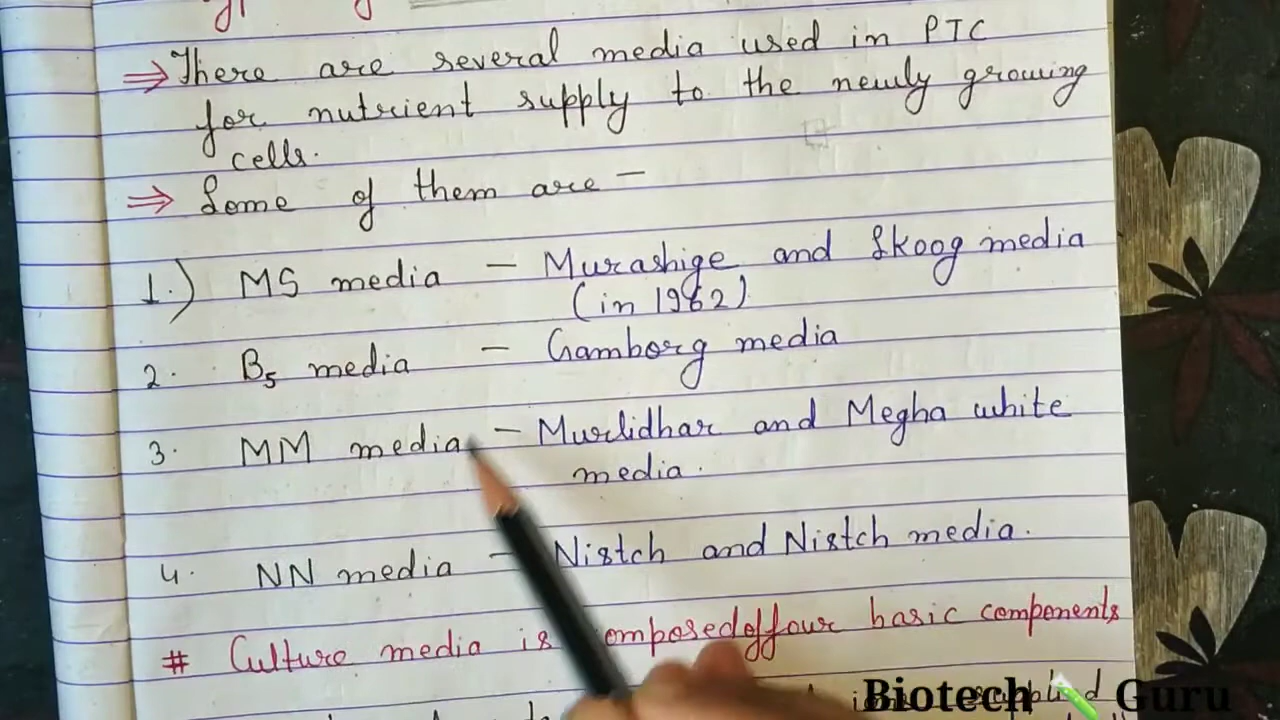 ⇒ There are several media used in PTC
for nutrient supply to the newly growing
cells.
⇒ Some of them are —
1.) MS media — Murashige and Skoog media
(in 1962)
2. B5 media — Gamborg media
3. MM media — Murlidhar and Megha white
media.
4. NN media — Nistch and Nistch media.
# Culture media is composed of four basic components
supplied
Biotech Guru